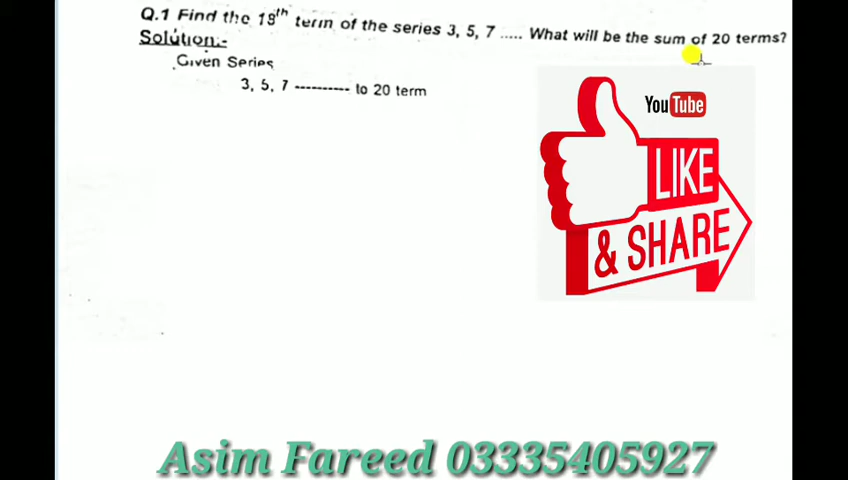 Q.1 Find the 18th term of the series 3, 5, 7 ..... What will be the sum of 20 terms?
Solution:-
Given Series
3, 5, 7 ---------- to 20 term
YouTube
LIKE
& SHARE
Asim Fareed 03335405927